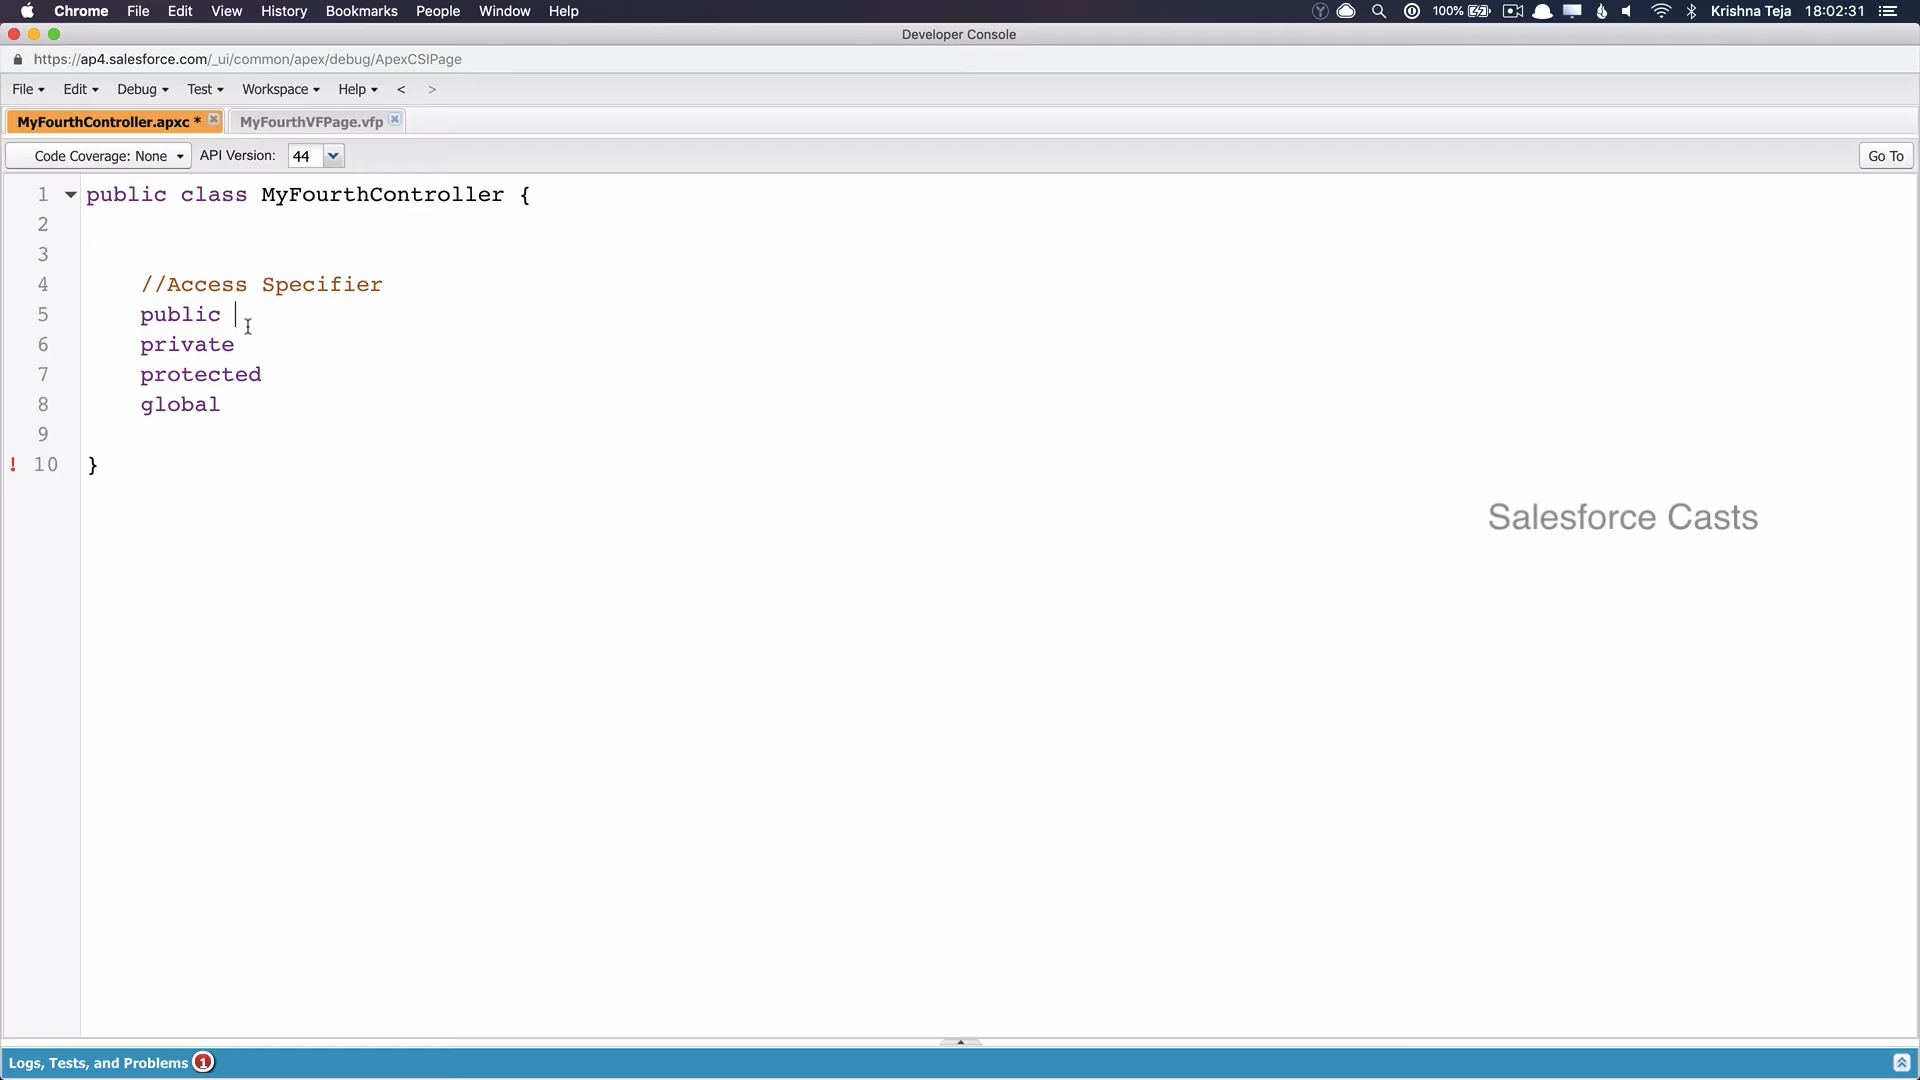 Chrome File Edit View History Bookmarks People Window Help 100% Krishna Teja 18:02:31
Developer Console
https://ap4.salesforce.com/_ui/common/apex/debug/ApexCSIPage
File Edit Debug Test Workspace Help < >
MyFourthController.apxc * MyFourthVFPage.vfp
Code Coverage: None API Version: 44 Go To
1 public class MyFourthController {
2
3
4 //Access Specifier
5 public
6 private
7 protected
8 global
9
! 10 }
Salesforce Casts
Logs, Tests, and Problems 1